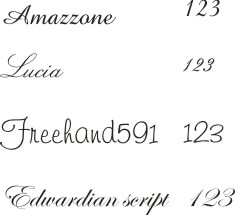 Amazzone 123
Lucia 123
Freehand591 123
Edwardian script 123